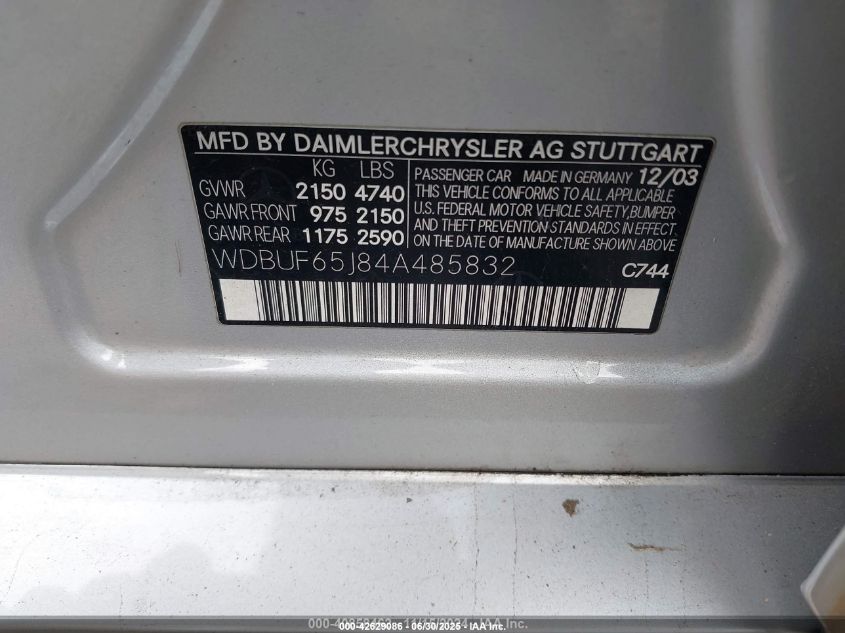 MFD BY DAIMLERCHRYSLER AG STUTTGART
KG LBS
GVWR 2150 4740
GAWR FRONT 975 2150
GAWR REAR 1175 2590
PASSENGER CAR MADE IN GERMANY 12/03
THIS VEHICLE CONFORMS TO ALL APPLICABLE
U.S. FEDERAL MOTOR VEHICLE SAFETY,BUMPER
AND THEFT PREVENTION STANDARDS IN EFFECT
ON THE DATE OF MANUFACTURE SHOWN ABOVE
WDBUF65J84A485832
C744
000-42629086 - 06/30/2025 - IAA Inc.